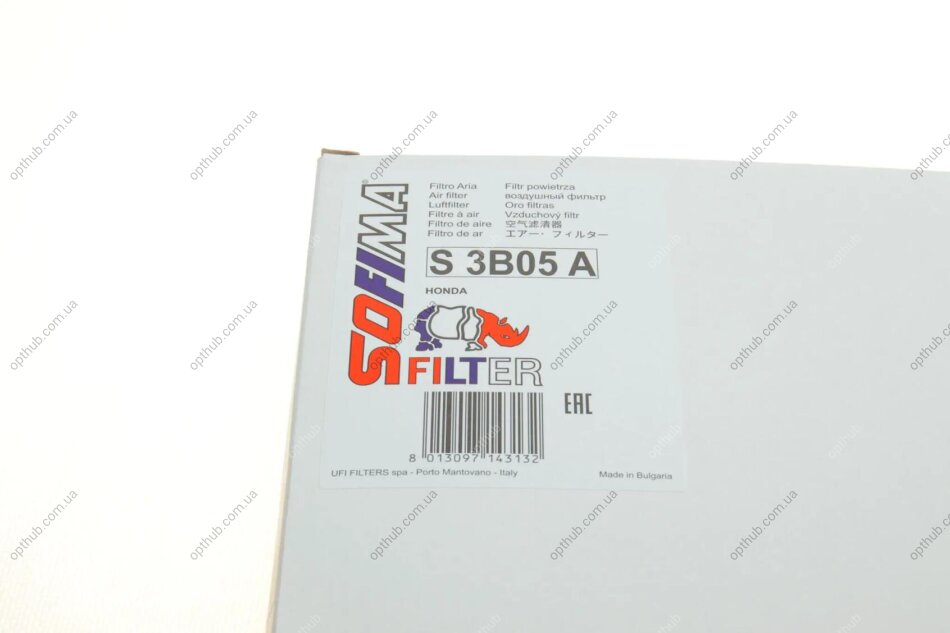 SOFIMA®
Filtro Aria Filtr powietrza
Air filter воздушный фильтр
Luftfilter Oro filtras
Filtre à air Vzduchový filtr
Filtro de aire 空气滤清器
Filtro de ar エアー・フィルター
S 3B05 A
HONDA
FILTER
EAC
8 013097 143132
UFI FILTERS spa - Porto Mantovano - Italy Made in Bulgaria
opthub.com.ua